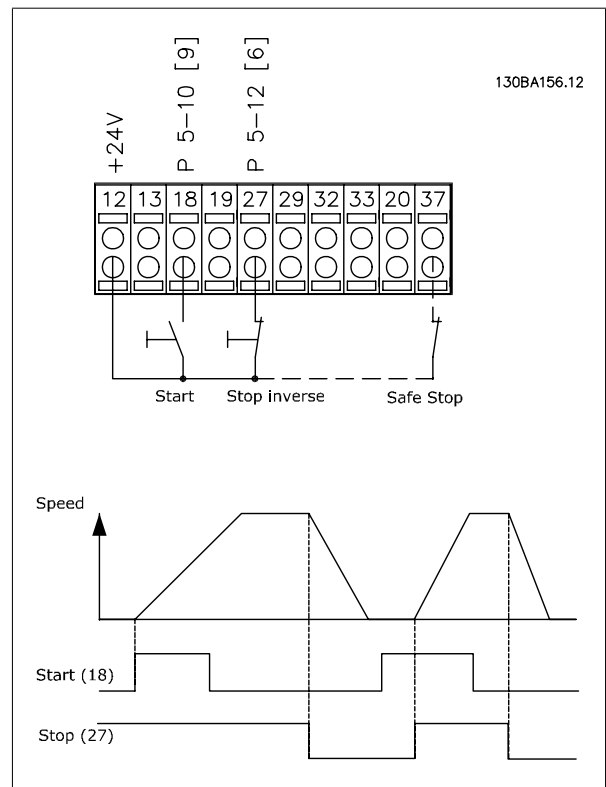 130BA156.12
+24V
P 5-10 [9]
P 5-12 [6]
12 13 18 19 27 29 32 33 20 37
Start Stop inverse Safe Stop
Speed
Start (18)
Stop (27)